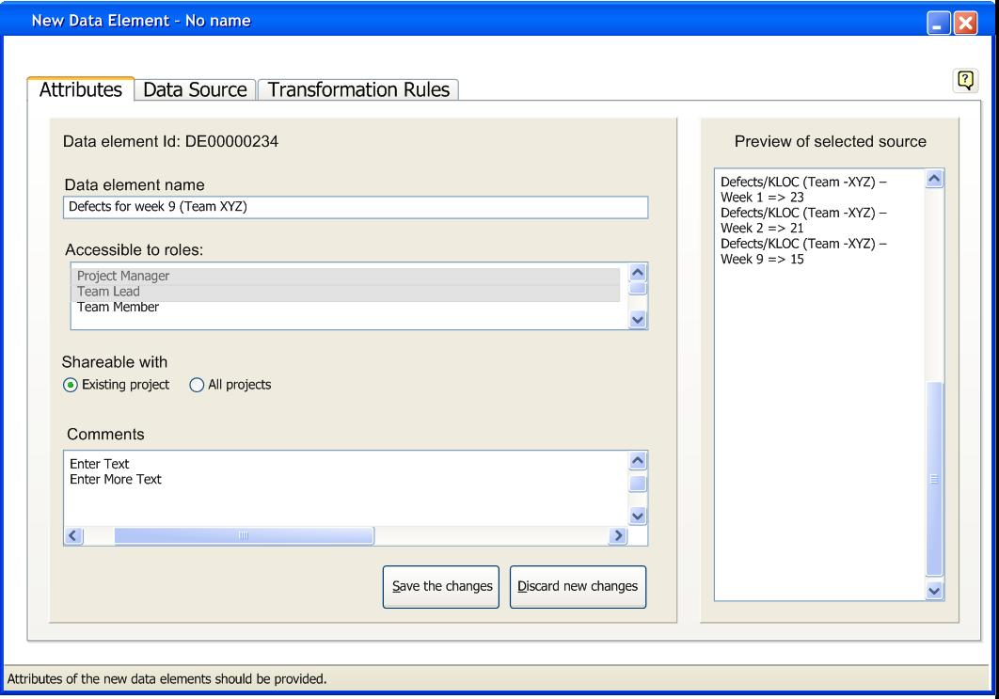 New Data Element - No name
Attributes
Data Source
Transformation Rules
?
Data element Id: DE00000234
Data element name
Defects for week 9 (Team XYZ)
Accessible to roles:
Project Manager
Team Lead
Team Member
Shareable with
Existing project
All projects
Comments
Enter Text
Enter More Text
Save the changes
Discard new changes
Preview of selected source
Defects/KLOC (Team -XYZ) –
Week 1 => 23
Defects/KLOC (Team -XYZ) –
Week 2 => 21
Defects/KLOC (Team -XYZ) –
Week 9 => 15
Attributes of the new data elements should be provided.